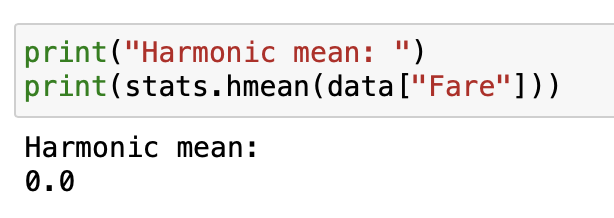 print("Harmonic mean: ")
print(stats.hmean(data["Fare"]))
Harmonic mean:
0.0